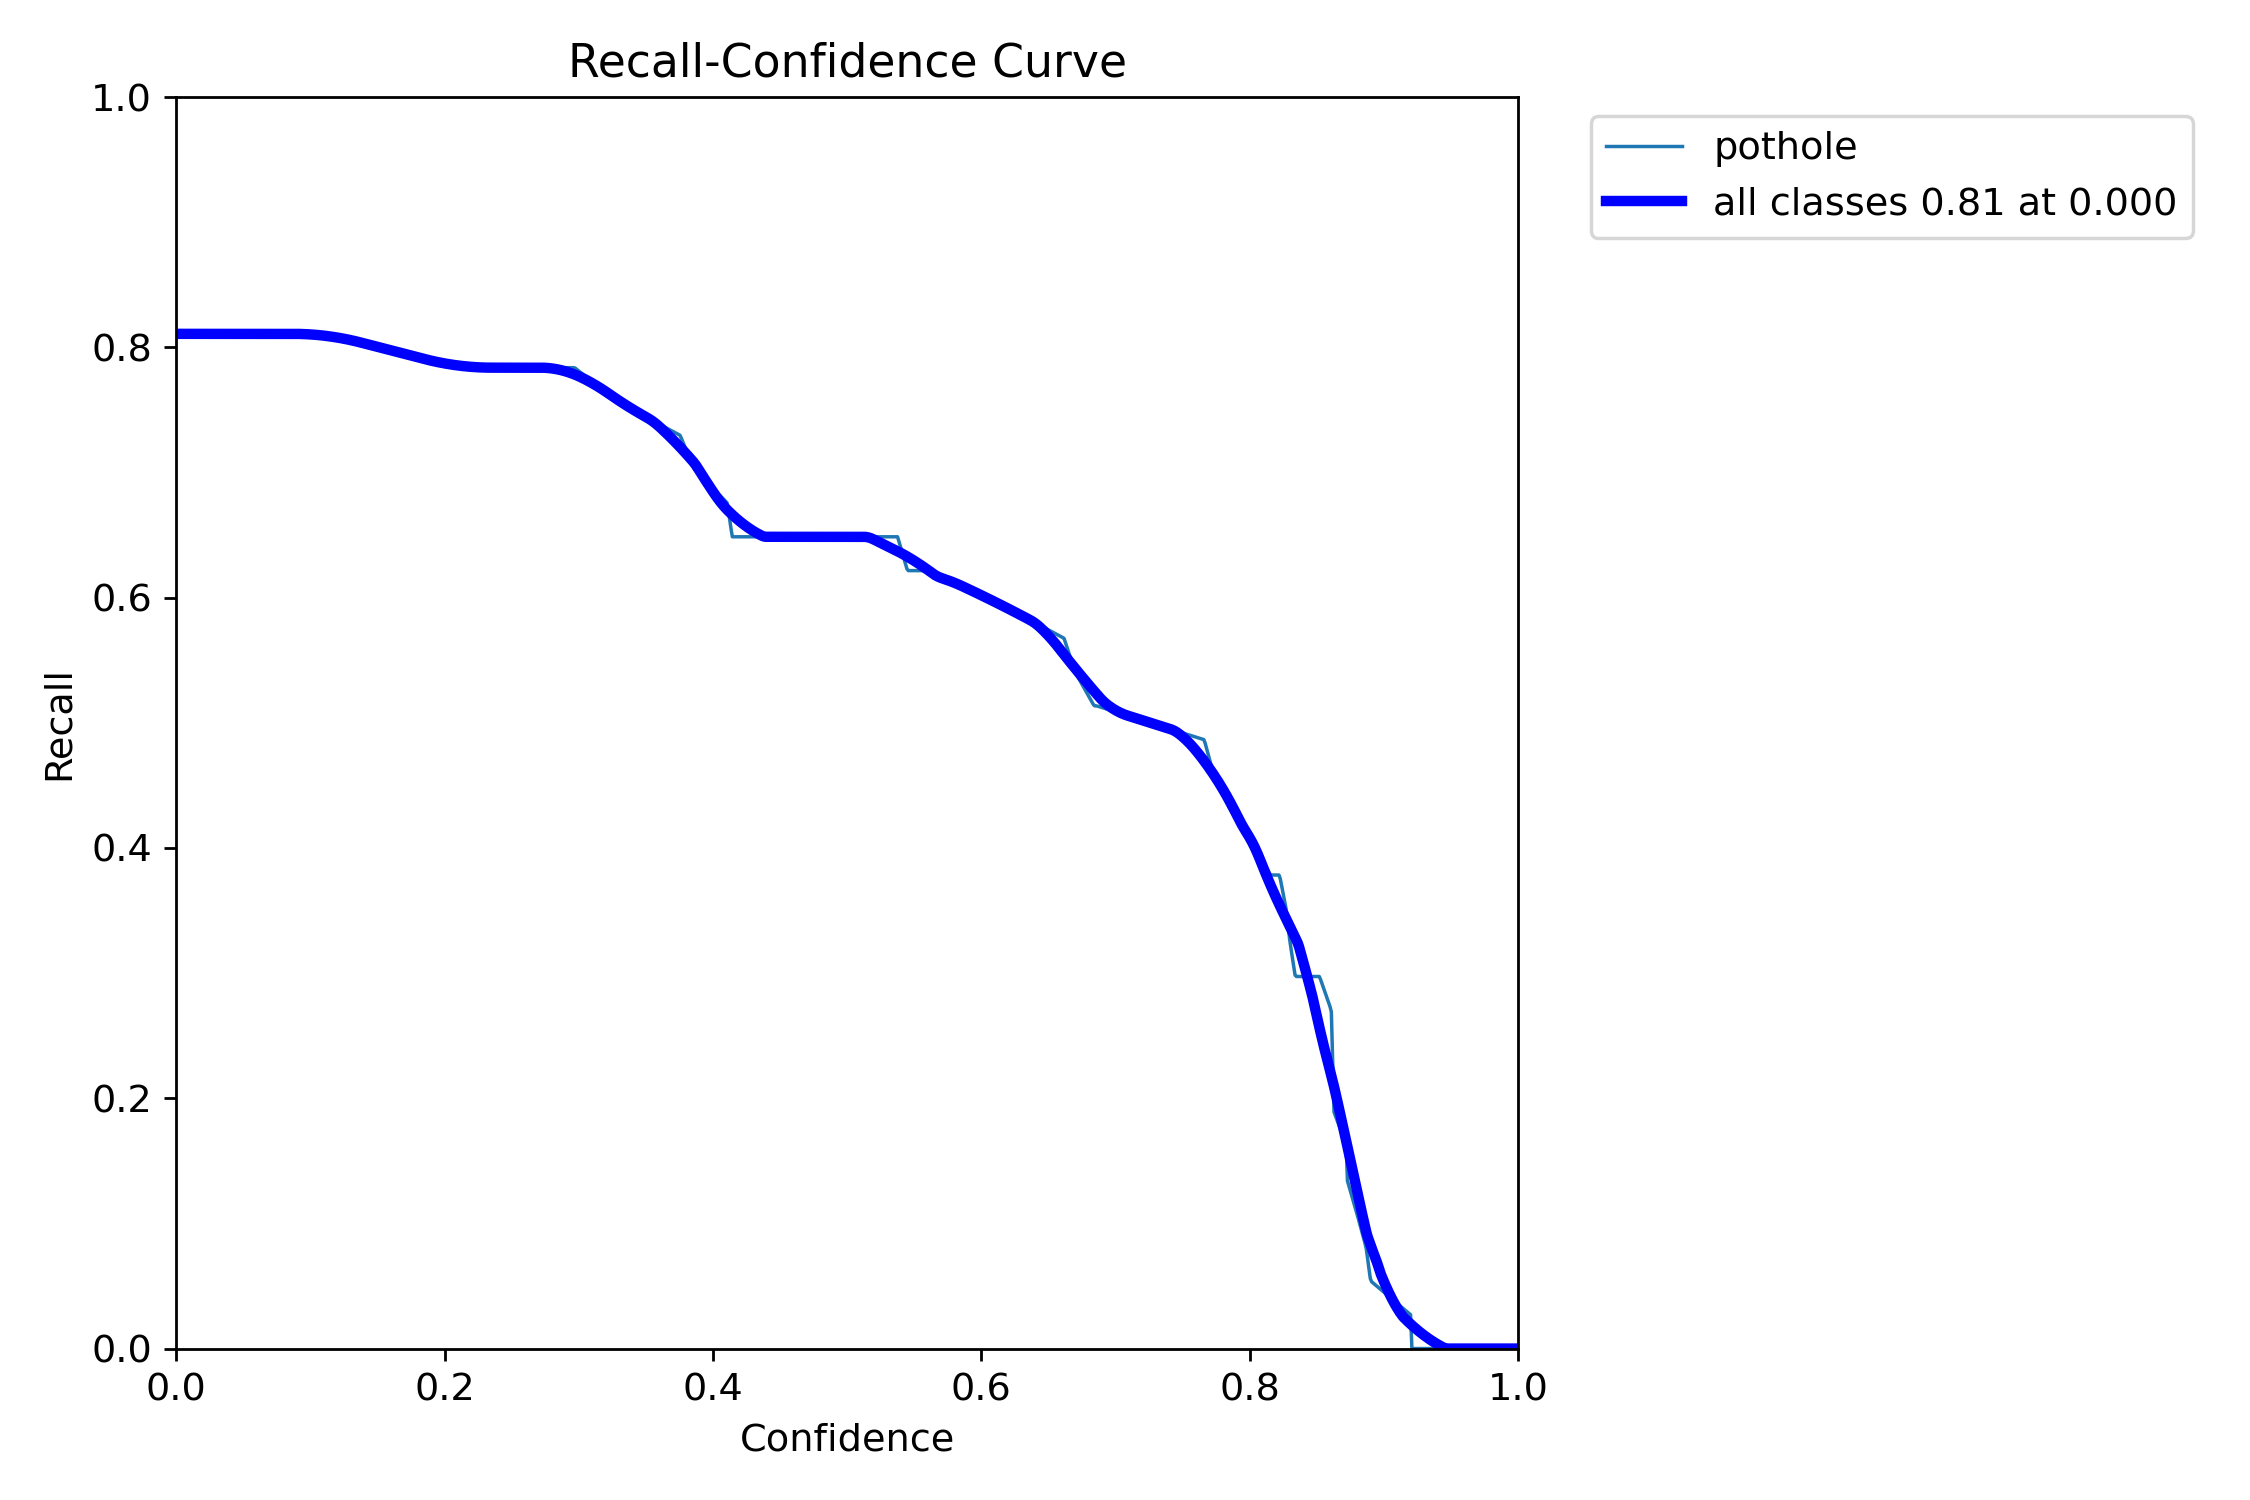 Recall-Confidence Curve
1.0
0.8
0.6
0.4
0.2
0.0
Recall
0.0 0.2 0.4 0.6 0.8 1.0
Confidence
pothole
all classes 0.81 at 0.000